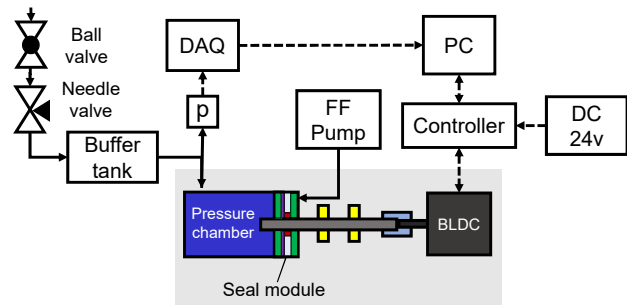 Ball
valve
Needle
valve
Buffer
tank
DAQ
p
FF
Pump
PC
Controller
DC
24v
Pressure
chamber
BLDC
Seal module